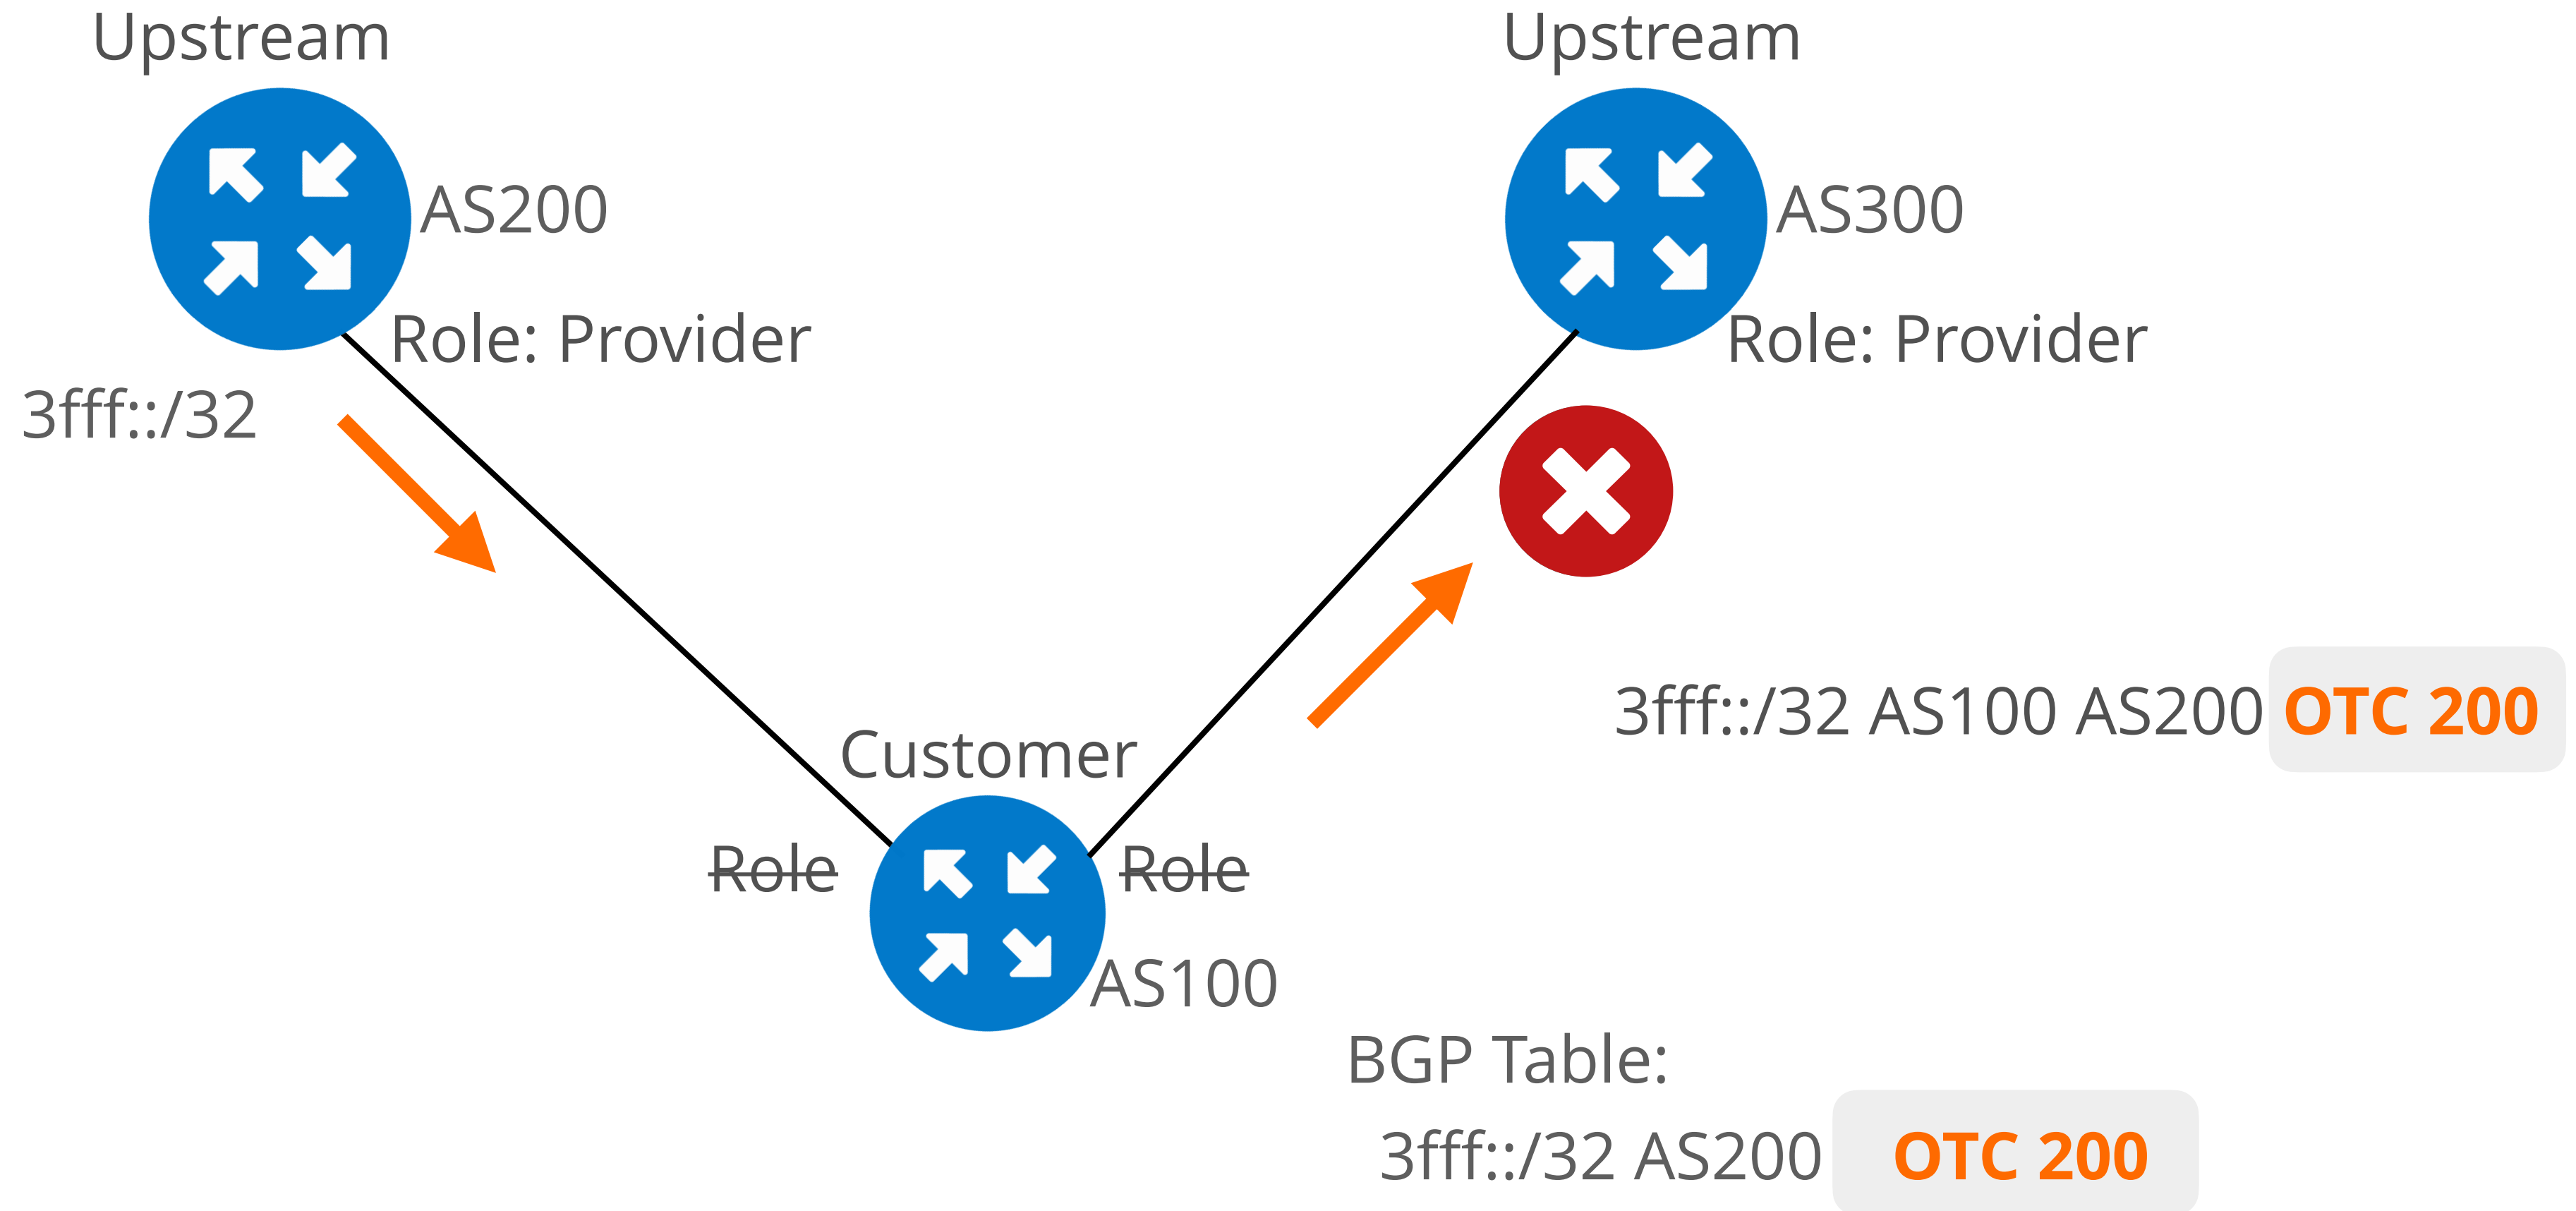 Upstream
Upstream
AS200
AS300
Role: Provider
Role: Provider
3fff::/32
3fff::/32 AS100 AS200 OTC 200
Customer
Role
Role
AS100
BGP Table:
3fff::/32 AS200 OTC 200